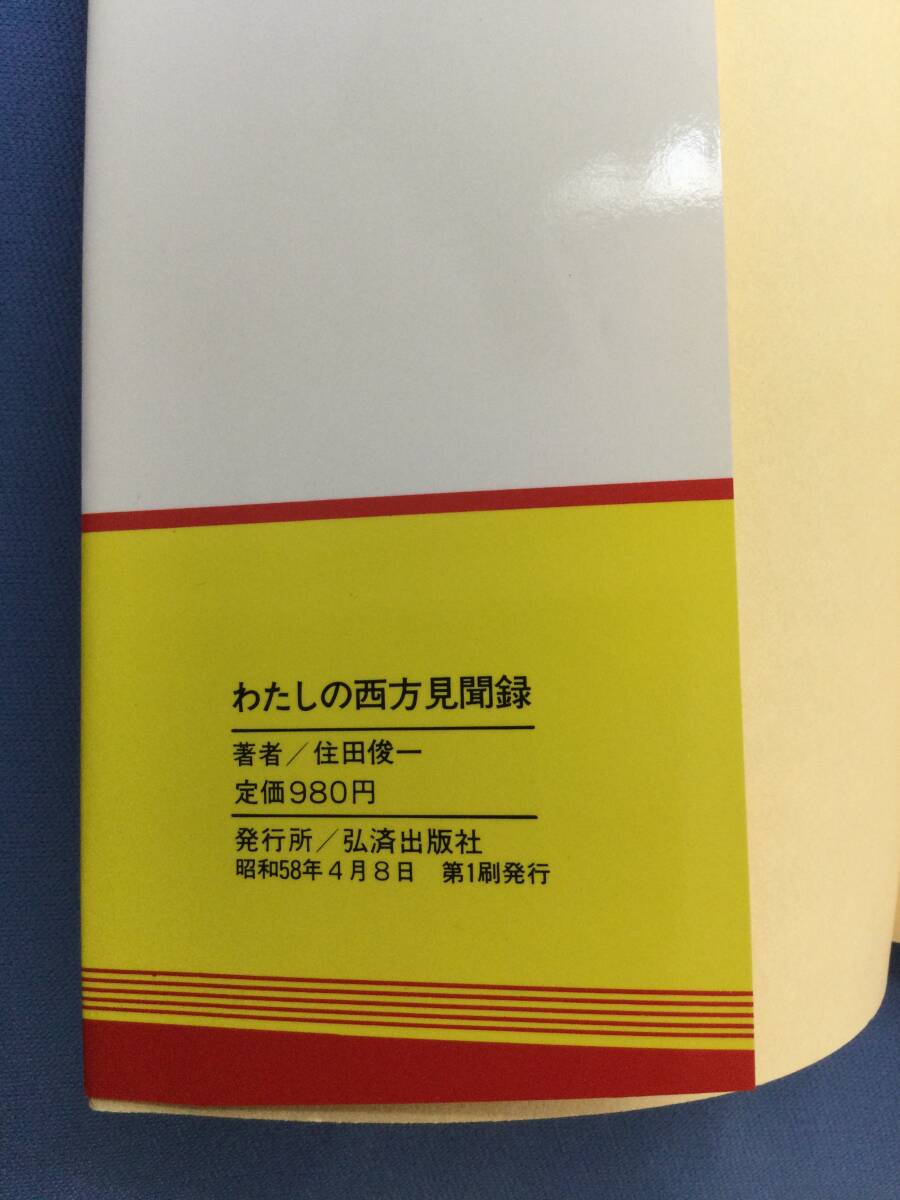 わたしの西方見聞録
著者／住田俊一
定価980円
発行所／弘済出版社
昭和58年4月8日　第1刷発行